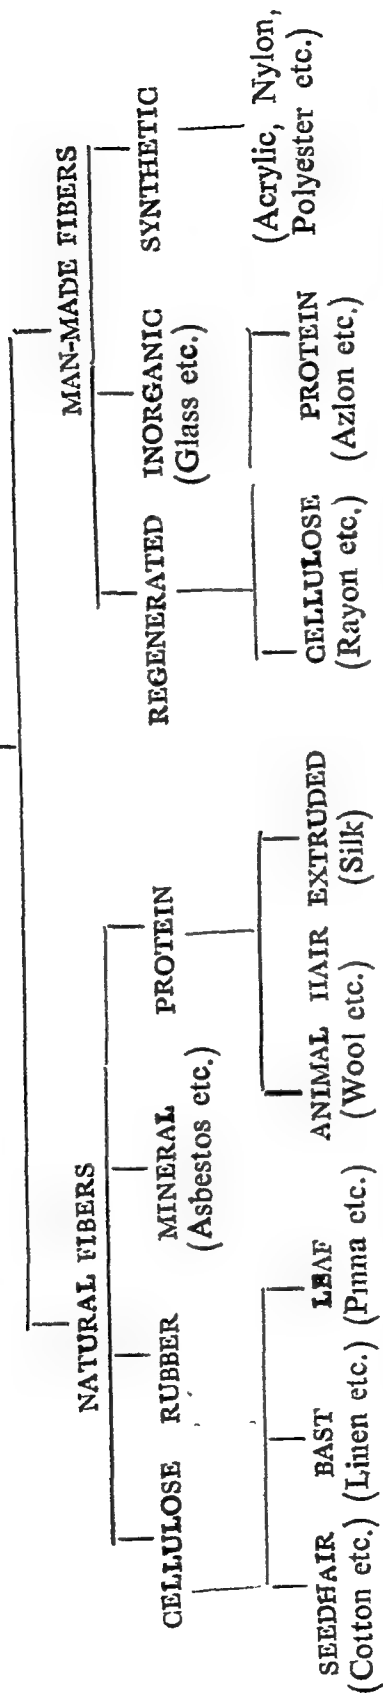 NATURAL FIBERS MAN-MADE FIBERS
CELLULOSE RUBBER MINERAL PROTEIN REGENERATED INORGANIC SYNTHETIC
(Asbestos etc.) (Glass etc.)
SEEDHAIR BAST LEAF ANIMAL HAIR EXTRUDED CELLULOSE PROTEIN (Acrylic, Nylon,
(Cotton etc.) (Linen etc.) (Pinna etc.) (Wool etc.) (Silk) (Rayon etc.) (Azlon etc.) Polyester etc.)